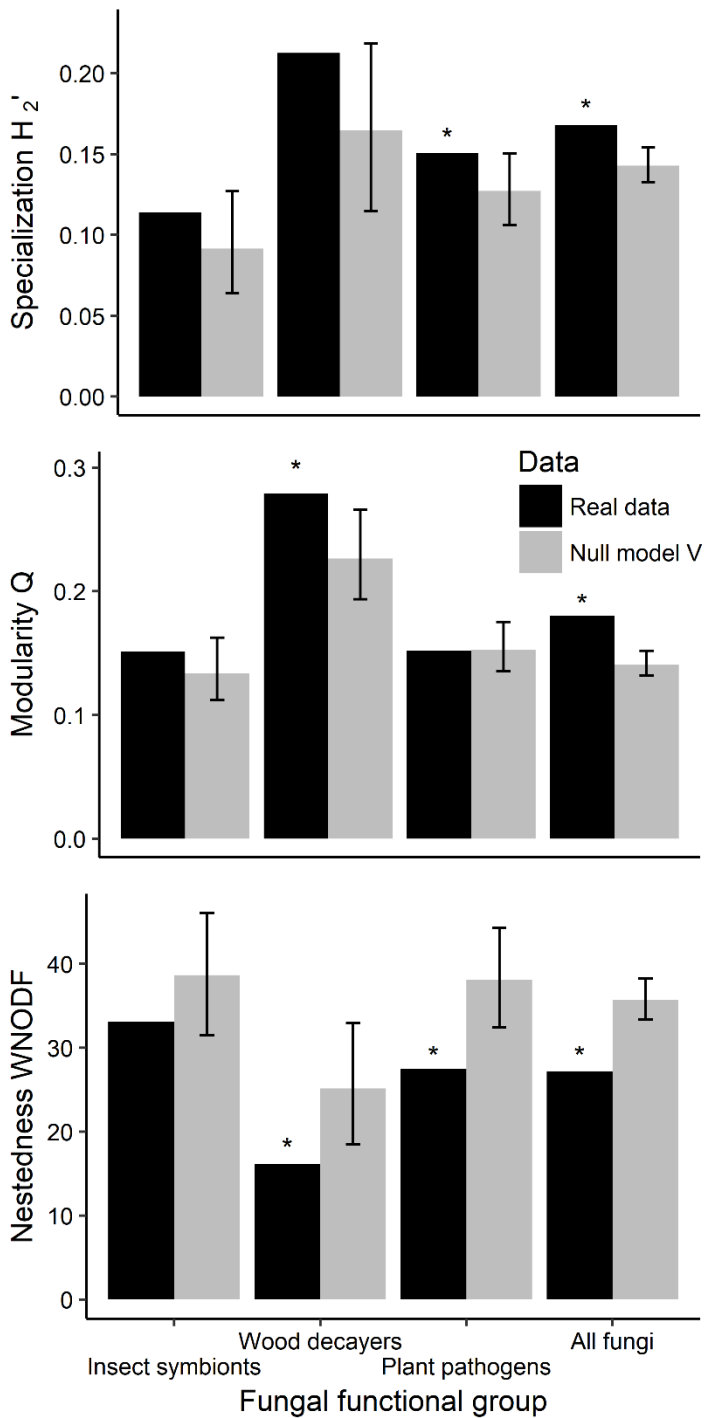 Specialization H2'
0.20
0.15
0.10
0.05
0.00
*
*
Modularity Q
0.3
0.2
0.1
0.0
*
*
Data
Real data
Null model V
Nestedness WNODF
40
30
20
10
0
*
*
*
Wood decayers
All fungi
Insect symbionts
Plant pathogens
Fungal functional group